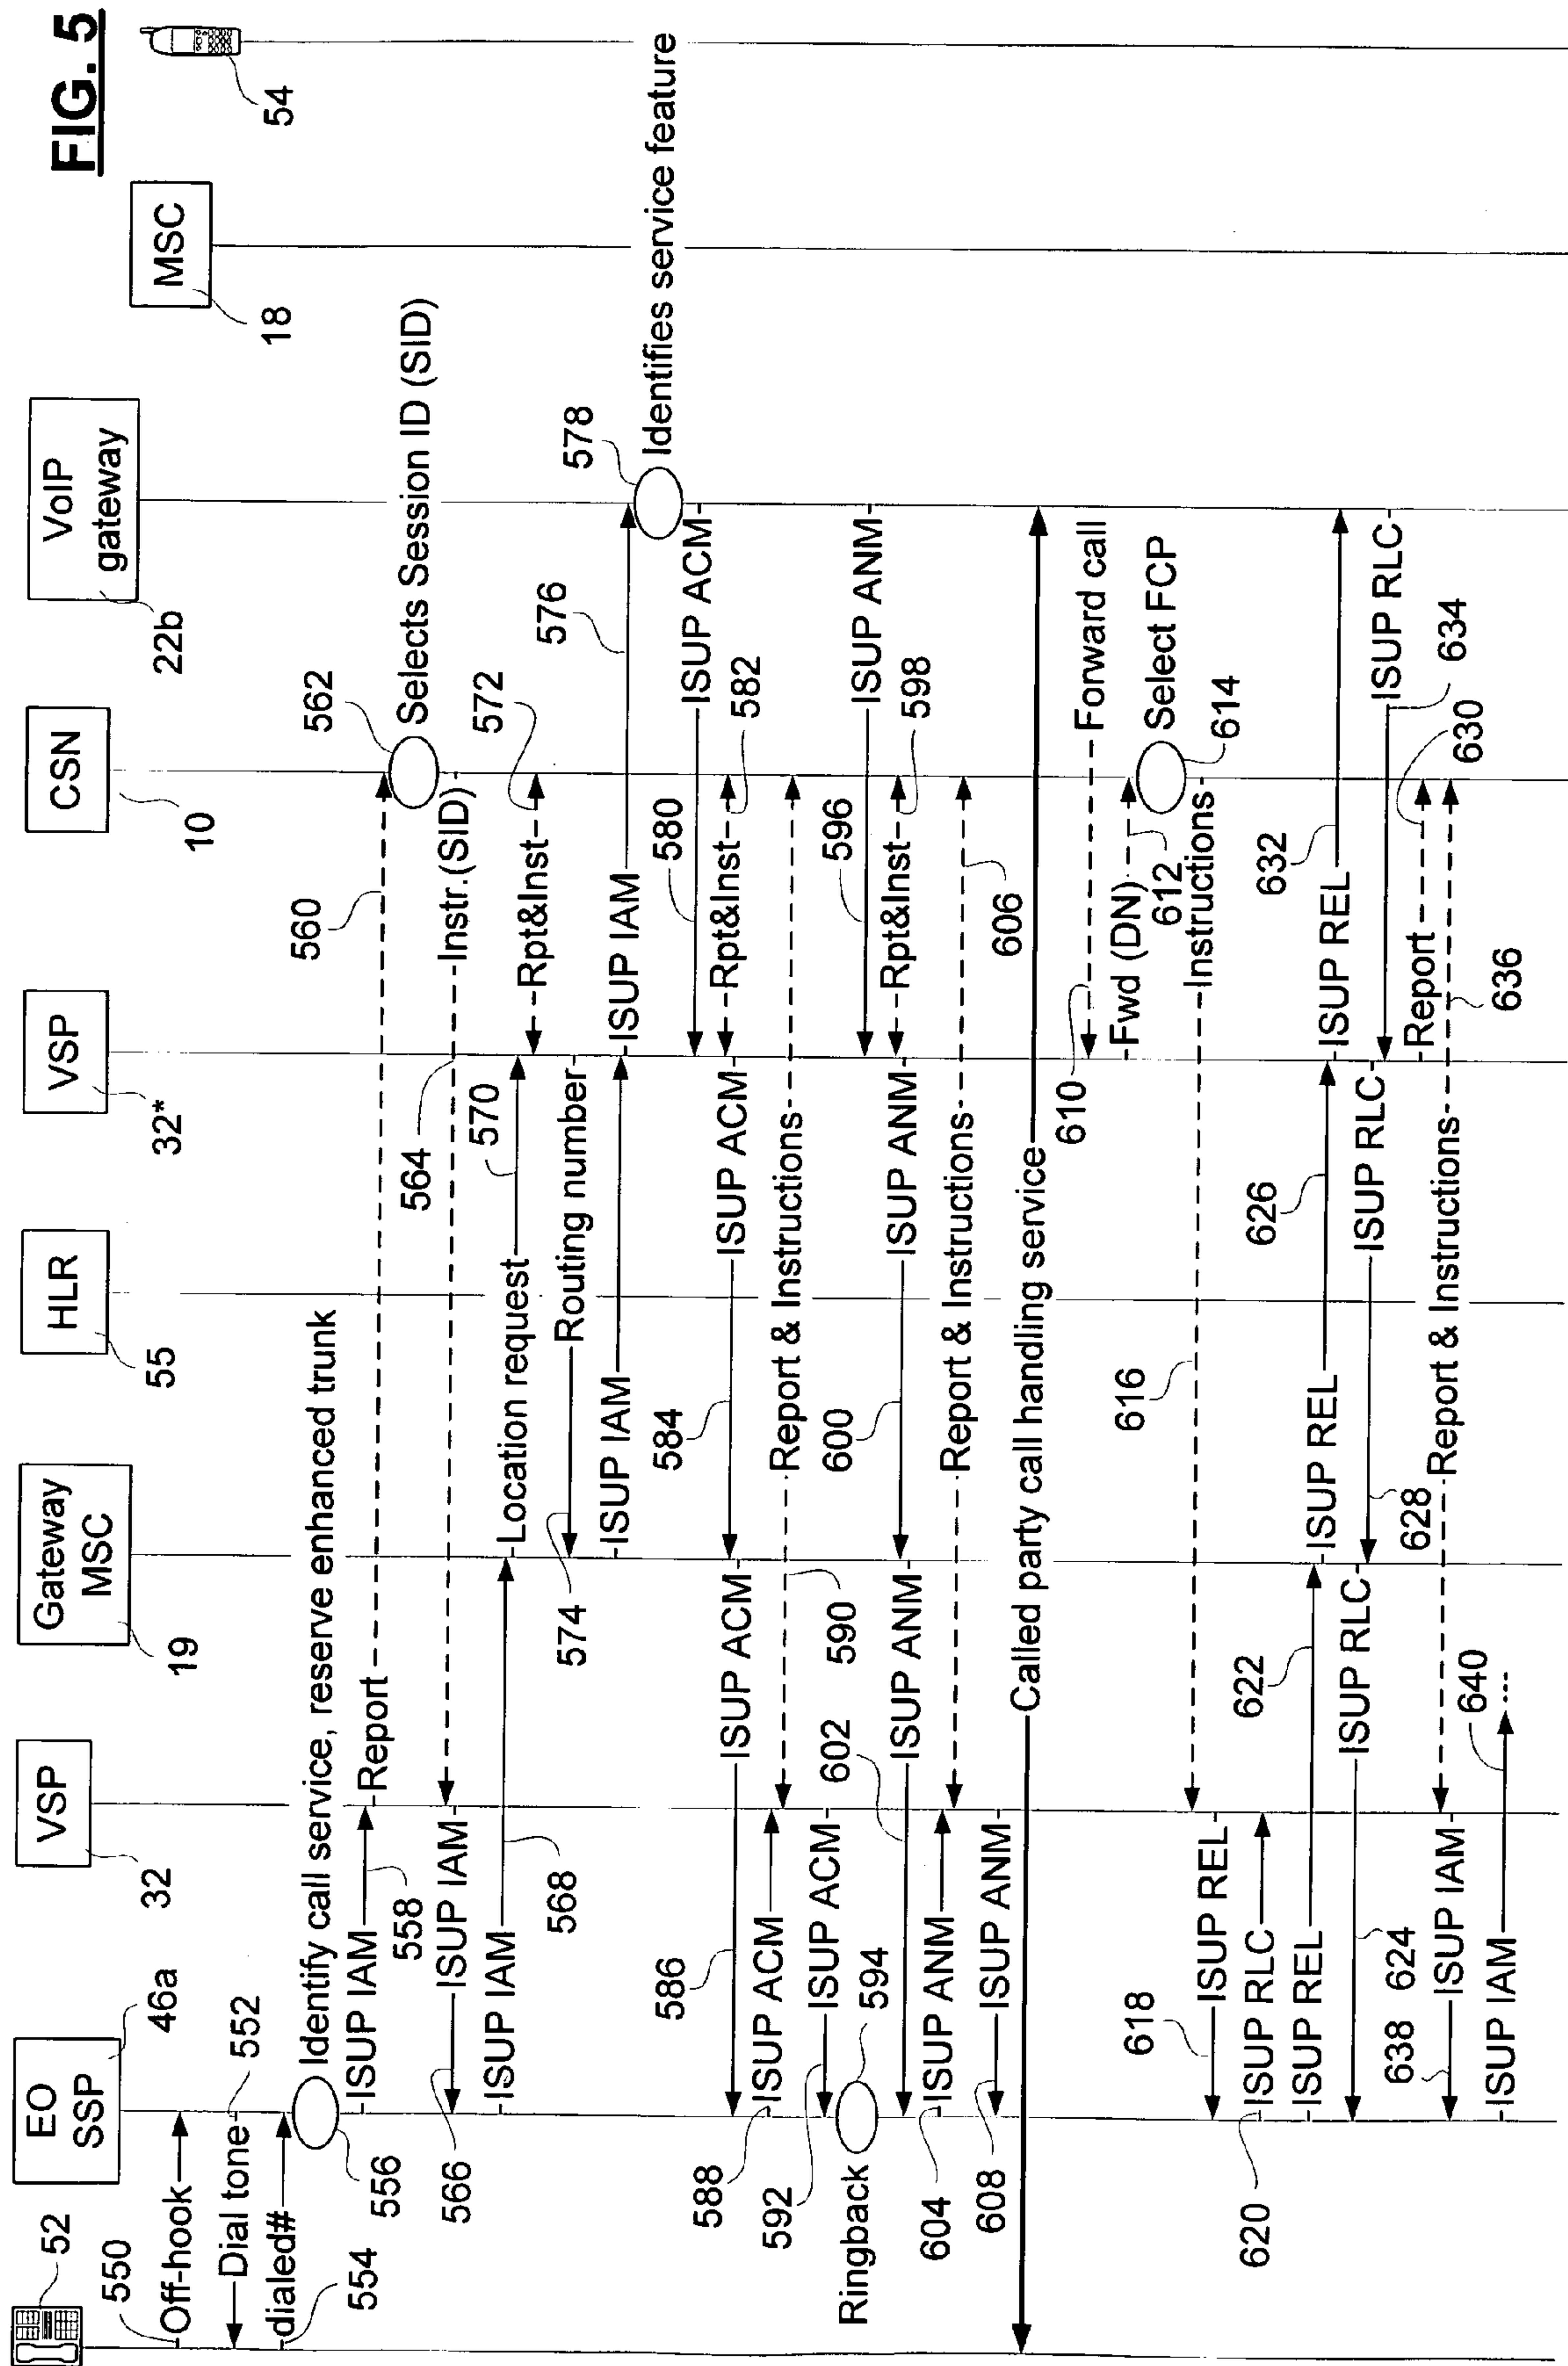 FIG. 5
52
EO
SSP
46a
VSP
32
Gateway
MSC
19
HLR
55
VSP
32*
CSN
10
VoIP
gateway
22b
MSC
18
54
550
Off-hook
Dial tone
552
dialed#
554
556
Identify call service, reserve enhanced trunk
ISUP IAM
558
Report
560
562
Selects Session ID (SID)
Instr.(SID)
564
ISUP IAM
566
ISUP IAM
568
Location request
570
Rpt&Inst
572
Routing number
574
ISUP IAM
ISUP IAM
576
578
Identifies service feature
ISUP ACM
580
Rpt&Inst
582
ISUP ACM
584
ISUP ACM
586
ISUP ACM
588
Report & Instructions
590
ISUP ACM
592
Ringback
594
ISUP ANM
596
Rpt&Inst
598
ISUP ANM
600
ISUP ANM
602
ISUP ANM
604
Report & Instructions
606
ISUP ANM
608
Called party call handling service
Forward call
610
Fwd (DN)
612
Select FCP
614
Instructions
616
ISUP REL
618
ISUP RLC
620
ISUP REL
622
ISUP RLC
624
ISUP REL
626
ISUP RLC
628
ISUP REL
632
ISUP RLC
634
Report
630
Report & Instructions
636
ISUP IAM
638
ISUP IAM
640